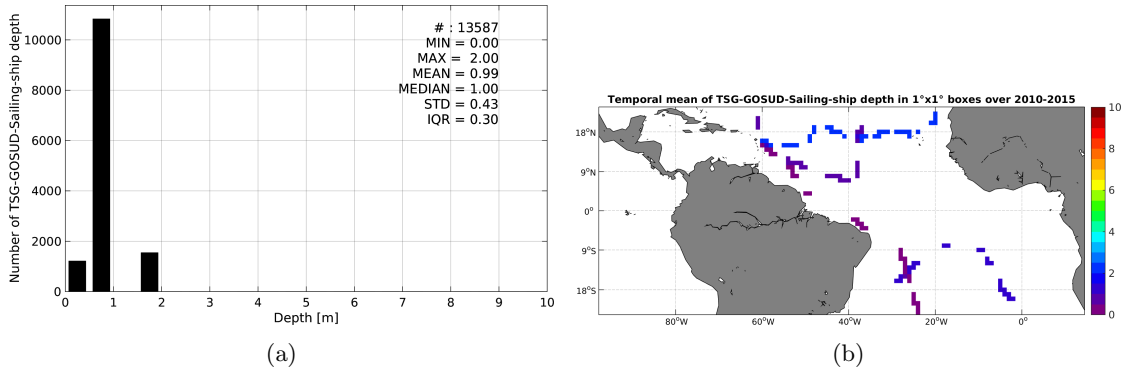 Number of TSG-GOSUD-Sailing-ship depth
10000
8000
6000
4000
2000
0
# : 13587
MIN = 0.00
MAX = 2.00
MEAN = 0.99
MEDIAN = 1.00
STD = 0.43
IQR = 0.30
0 1 2 3 4 5 6 7 8 9 10
Depth [m]
(a)
Temporal mean of TSG-GOSUD-Sailing-ship depth in 1°x1° boxes over 2010-2015
18°N
9°N
0°
9°S
18°S
80°W 60°W 40°W 20°W 0°
10
8
6
4
2
0
(b)